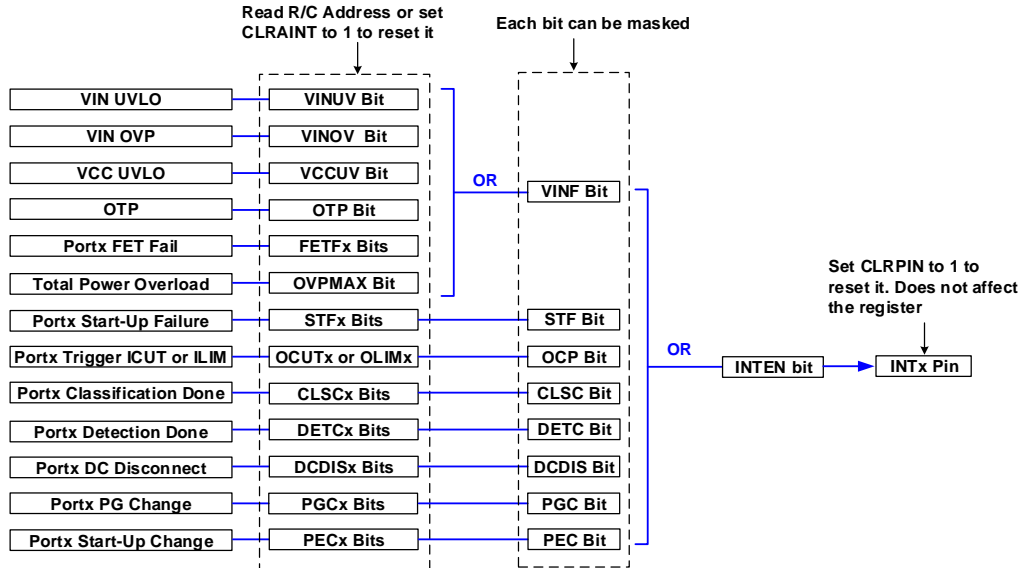 Read R/C Address or set
CLRAINT to 1 to reset it
Each bit can be masked
VIN UVLO
VINUV Bit
VIN OVP
VINOV Bit
VCC UVLO
VCCUV Bit
OR
VINF Bit
OTP
OTP Bit
Portx FET Fail
FETFx Bits
Total Power Overload
OVPMAX Bit
Set CLRPIN to 1 to
reset it. Does not affect
the register
Portx Start-Up Failure
STFx Bits
STF Bit
Portx Trigger ICUT or ILIM
OCUTx or OLIMx
OCP Bit
OR
INTEN bit
INTx Pin
Portx Classification Done
CLSCx Bits
CLSC Bit
Portx Detection Done
DETCx Bits
DETC Bit
Portx DC Disconnect
DCDISx Bits
DCDIS Bit
Portx PG Change
PGCx Bits
PGC Bit
Portx Start-Up Change
PECx Bits
PEC Bit